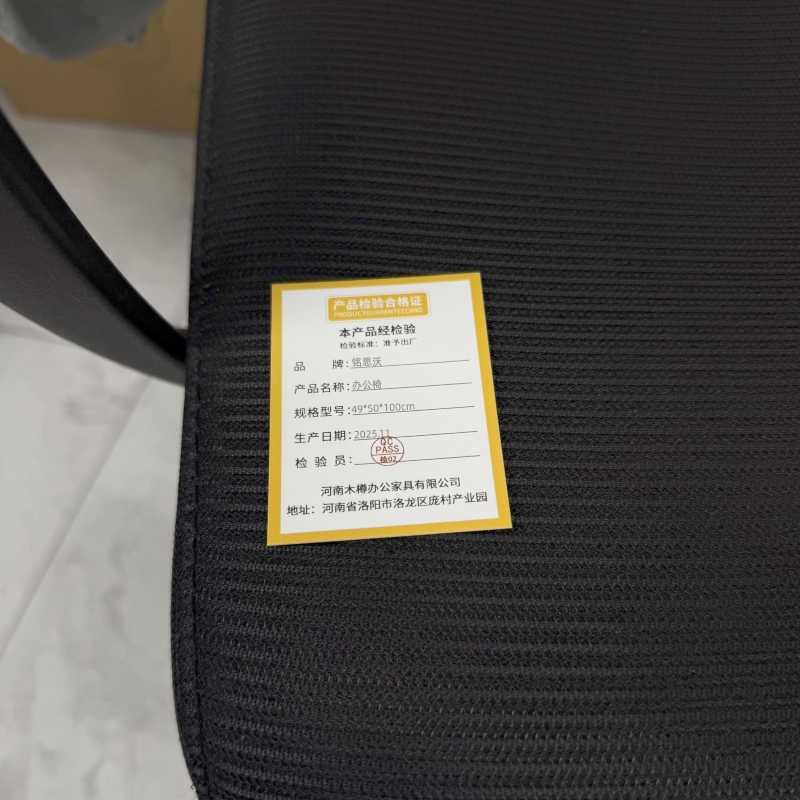 产品检验合格证
PRODUCTGUARANTEECARD
本产品经检验
检验标准：准予出厂
品 牌：铭思沃
产品名称：办公椅
规格型号：49*50*100cm
生产日期：2025.11
检 验 员：
QC
PASS
检02
河南木樽办公家具有限公司
地址：河南省洛阳市洛龙区庞村产业园